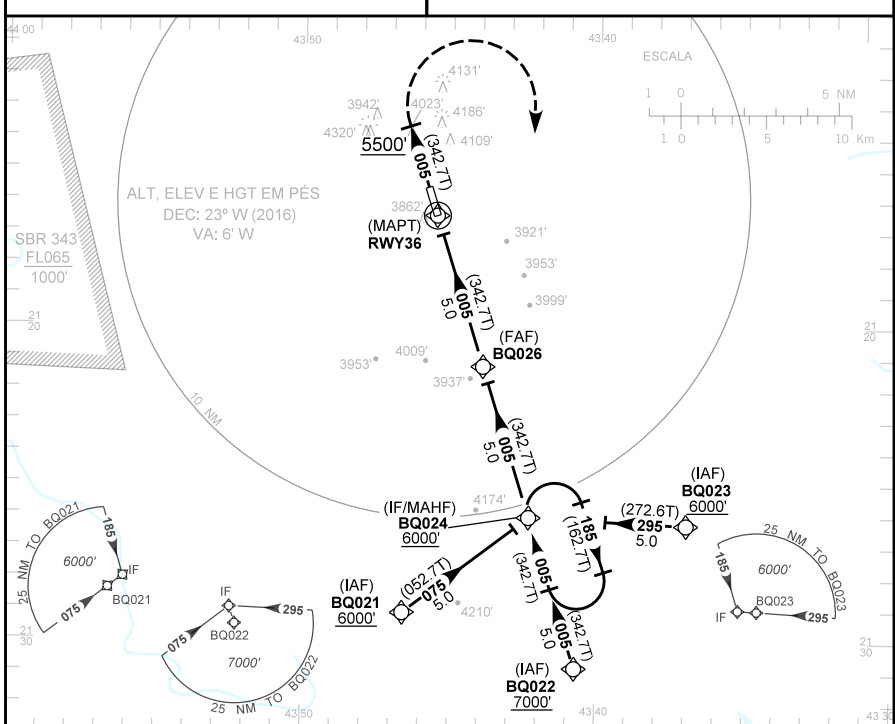 44 00
43 50
43 40
ESCALA
1 0 5 NM
1 0 5 10 Km
4131'
3942'
4023'
4186'
4320'
4109'
5500'
005
(342.7T)
ALT, ELEV E HGT EM PÉS
DEC: 23º W (2016)
VA: 6' W
3862'
(MAPT)
RWY36
SBR 343
FL065
1000'
3921'
3953'
3999'
005
(342.7T)
5.0
21
20
21
20
(FAF)
BQ026
3953'
4009'
3937'
10 NM
005
(342.7T)
5.0
4174'
(IF/MAHF)
BQ024
6000'
(IAF)
BQ023
6000'
(272.6T)
295
5.0
185
(162.7T)
005
(342.7T)
(IAF)
BQ021
6000'
(052.7T)
075
5.0
4210'
005
(342.7T)
5.0
(IAF)
BQ022
7000'
25 NM TO BQ021
185
6000'
IF
BQ021
075
IF
295
BQ022
075
7000'
25 NM TO BQ022
25 NM TO BQ023
185
6000'
IF
BQ023
295
21
30
21
30
43 50
43 40